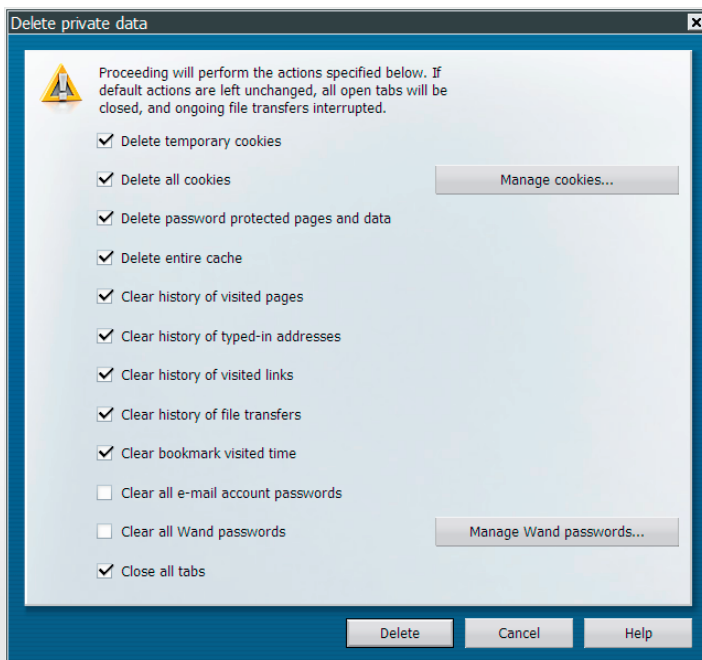 Delete private data
Proceeding will perform the actions specified below. If
default actions are left unchanged, all open tabs will be
closed, and ongoing file transfers interrupted.
Delete temporary cookies
Delete all cookies
Manage cookies...
Delete password protected pages and data
Delete entire cache
Clear history of visited pages
Clear history of typed-in addresses
Clear history of visited links
Clear history of file transfers
Clear bookmark visited time
Clear all e-mail account passwords
Clear all Wand passwords
Manage Wand passwords...
Close all tabs
Delete
Cancel
Help